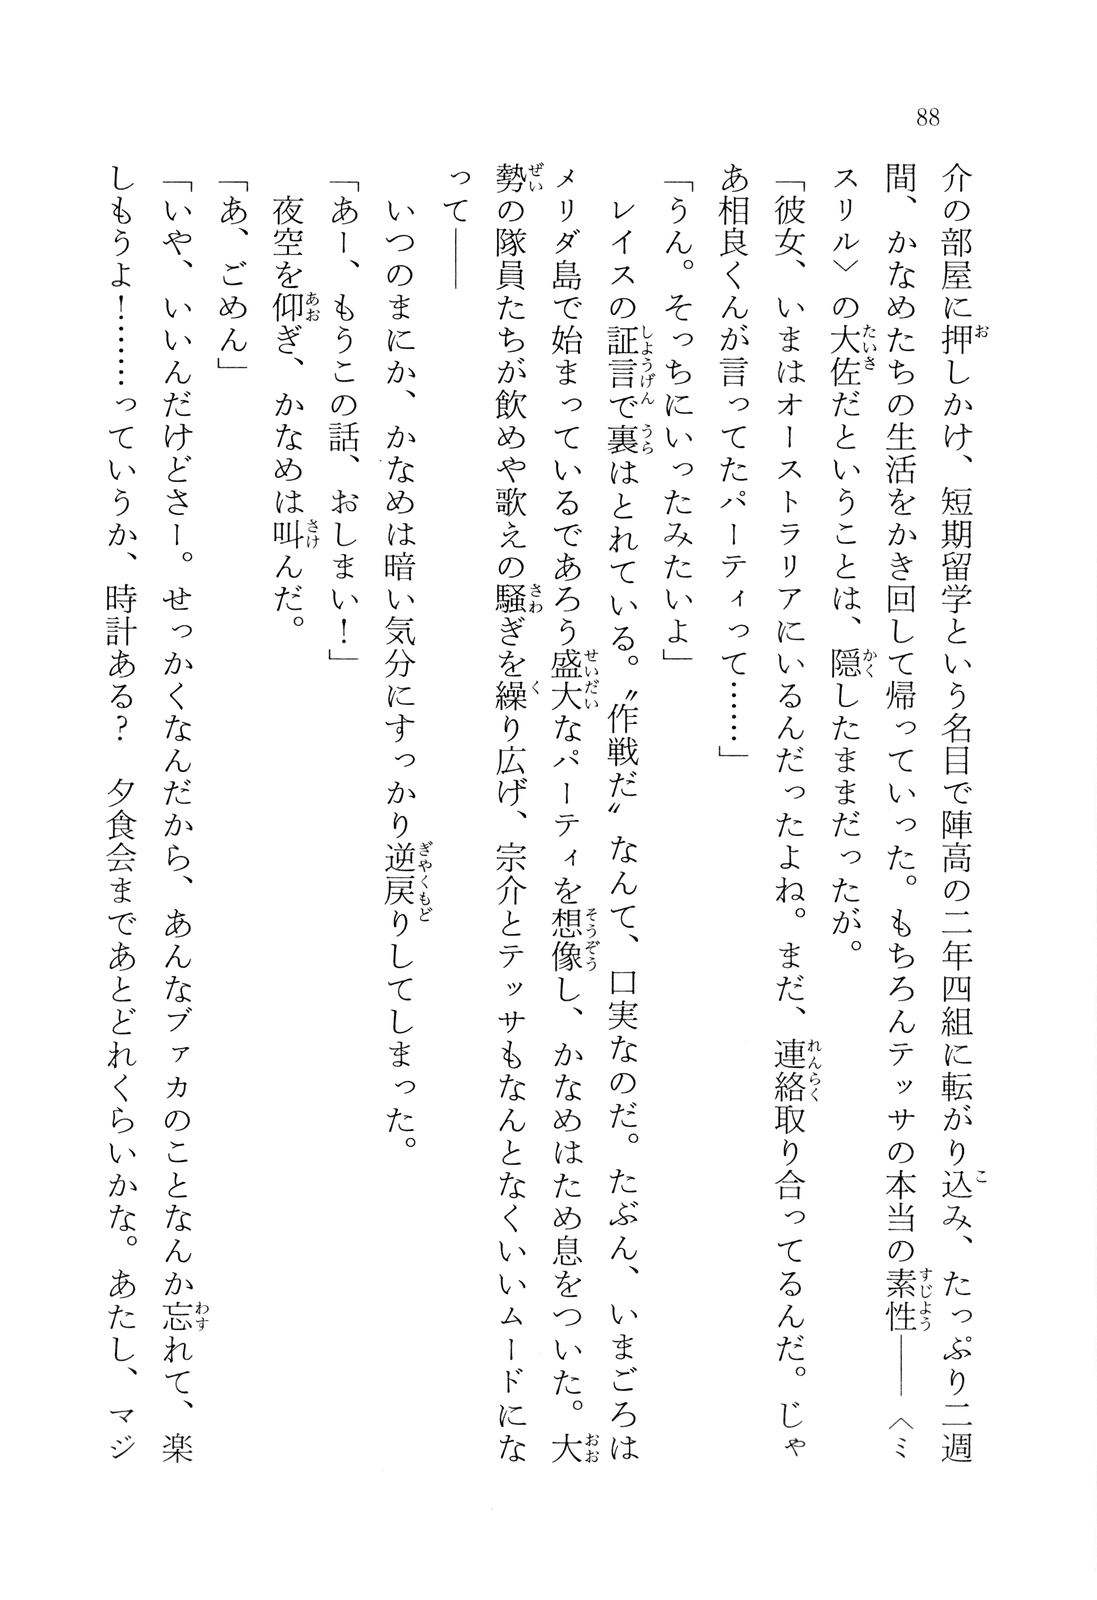 88
介の部屋に押しかけ、短期留学という名目で陣高の二年四組に転がり込み、たっぷり二週
間、かなめたちの生活をかき回して帰っていった。もちろんテッサの本当の素性――〈ミ
スリル〉の大佐だということは、隠したままだったが。
「彼女、いまはオーストラリアにいるんだったよね。まだ、連絡取り合ってるんだ。じゃ
あ相良くんが言ってたパーティって……」
「うん。そっちにいったみたいよ」
　レイスの証言で裏はとれている。〝作戦だ〟なんて、口実なのだ。たぶん、いまごろは
メリダ島で始まっているであろう盛大なパーティを想像し、かなめはため息をついた。大
勢の隊員たちが飲めや歌えの騒ぎを繰り広げ、宗介とテッサもなんとなくいいムードにな
って――
　いつのまにか、かなめは暗い気分にすっかり逆戻りしてしまった。
「あー、もうこの話、おしまい！」
　夜空を仰ぎ、かなめは叫んだ。
「あ、ごめん」
「いや、いいんだけどさー。せっかくなんだから、あんなブァカのことなんか忘れて、楽
しもうよ！……っていうか、時計ある？　夕食会まであとどれくらいかな。あたし、マジ